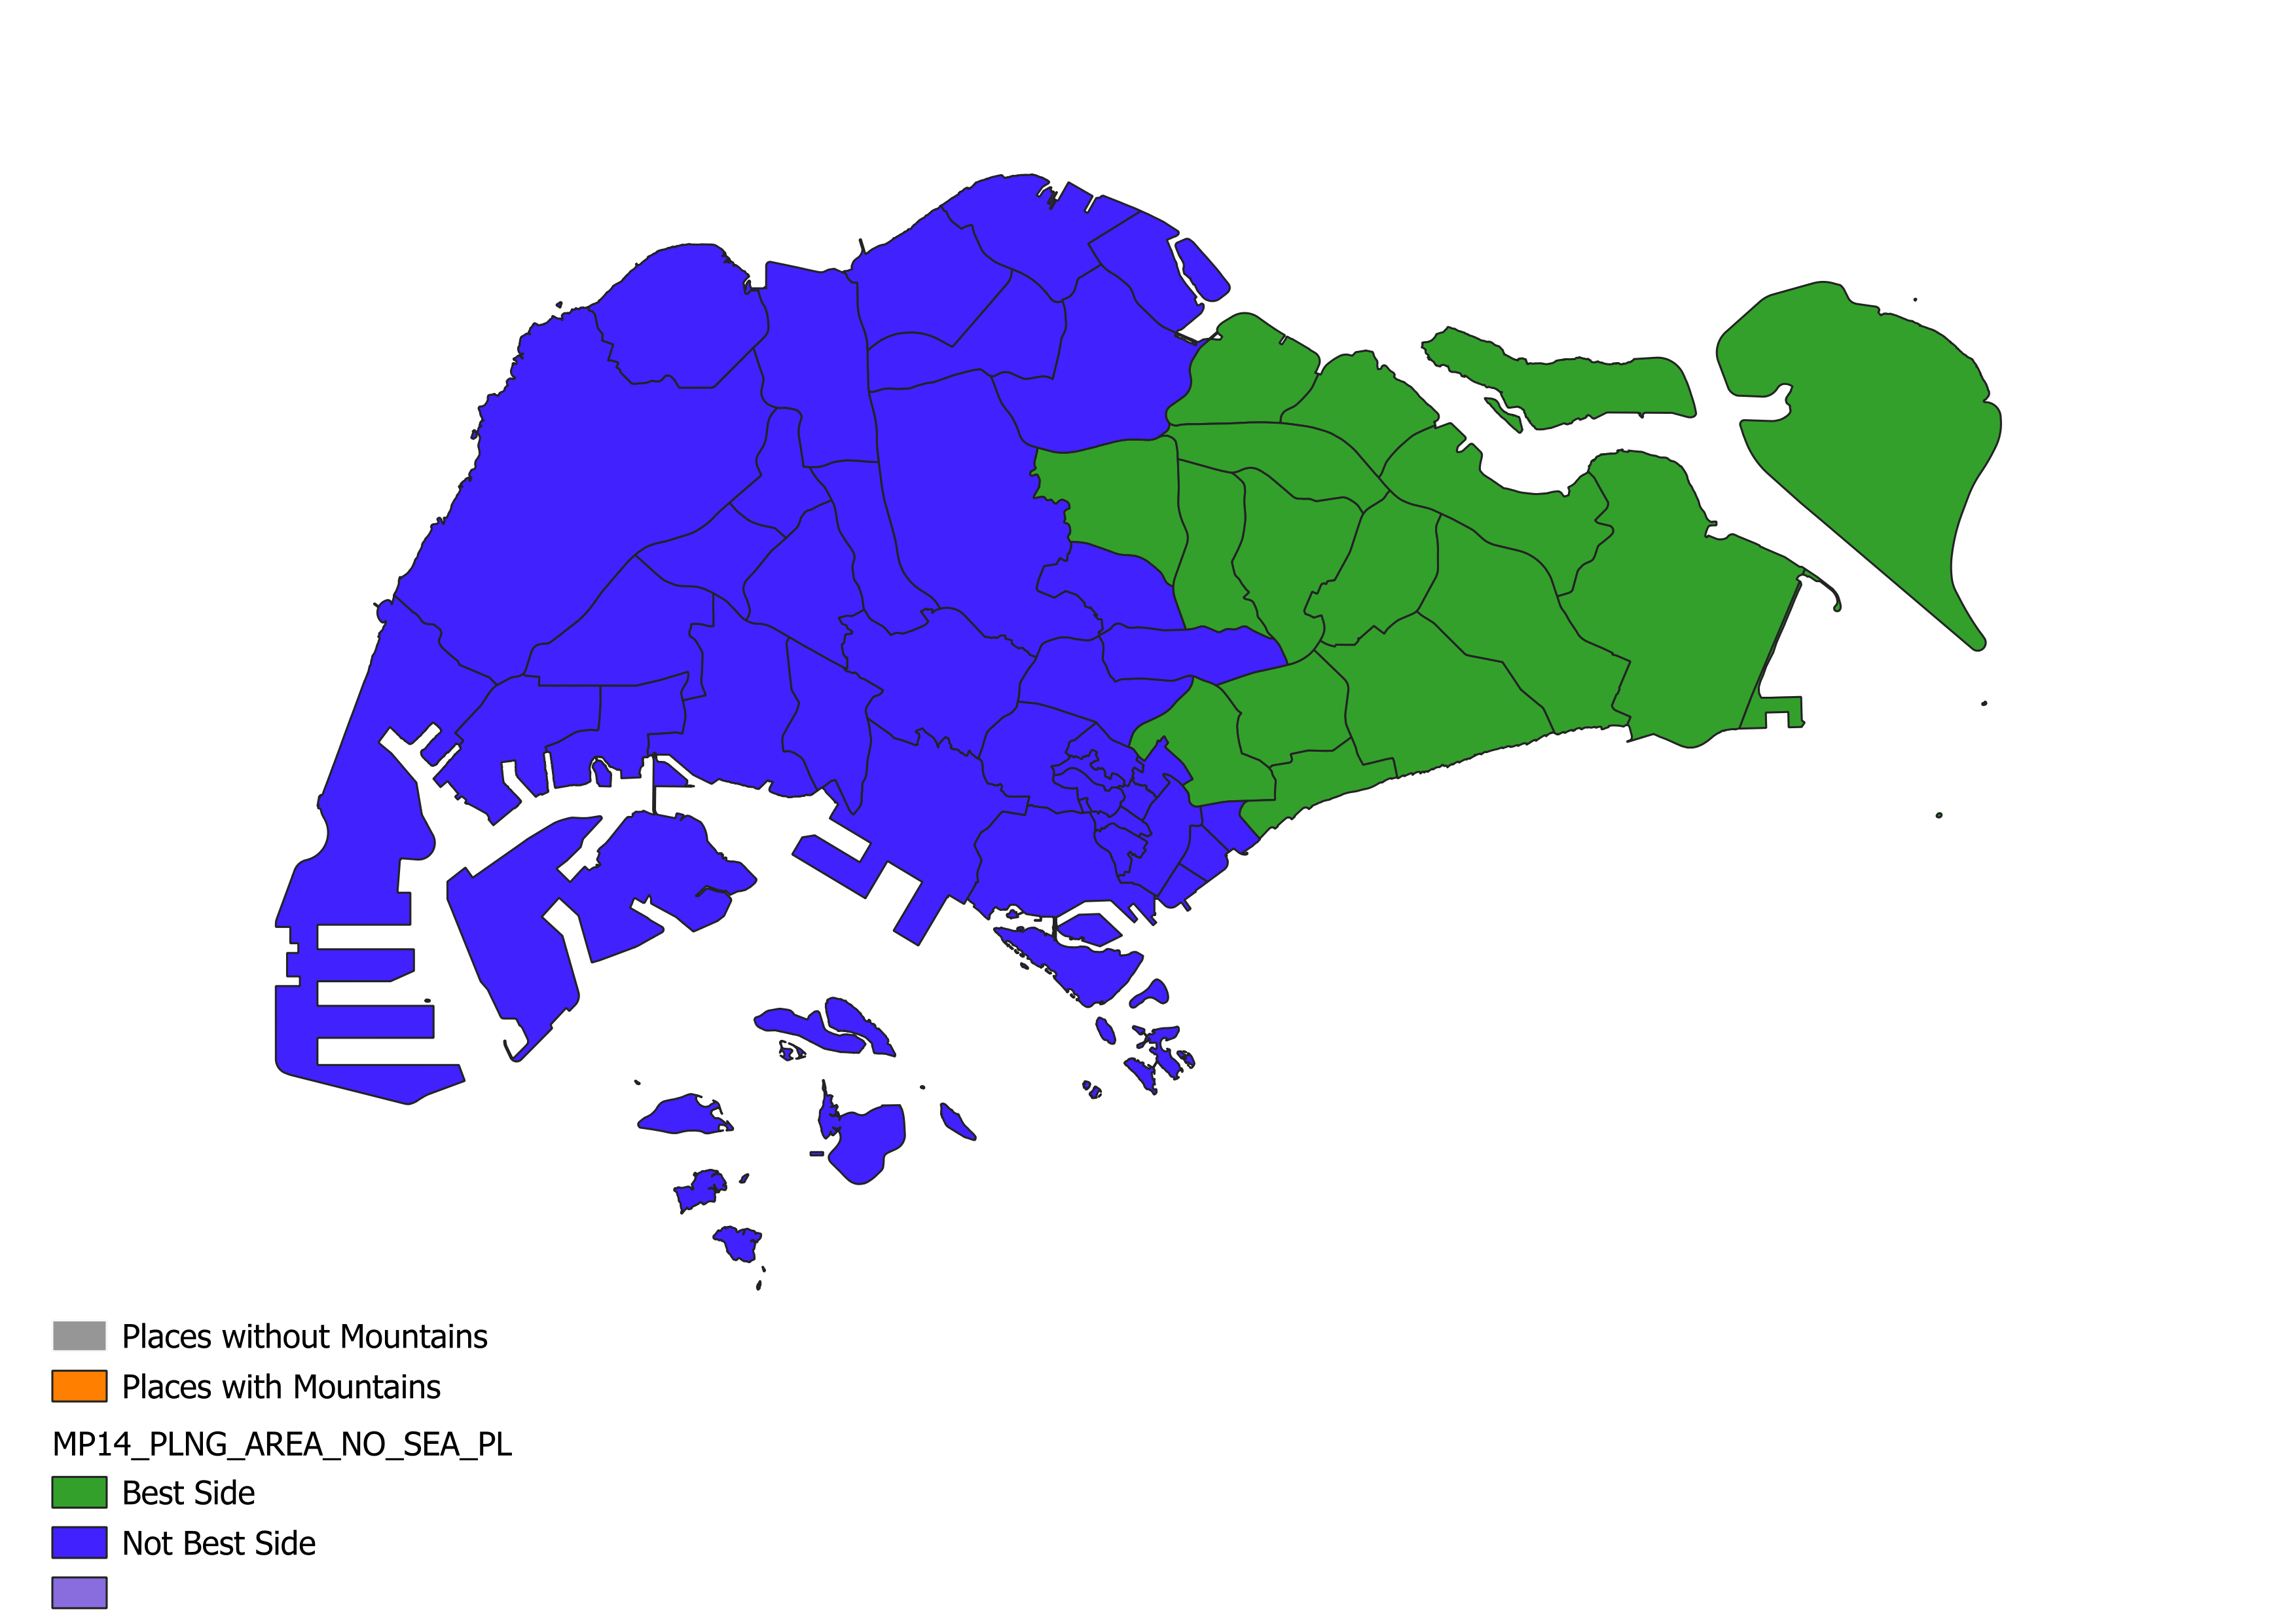 Places without Mountains
Places with Mountains
MP14_PLNG_AREA_NO_SEA_PL
Best Side
Not Best Side